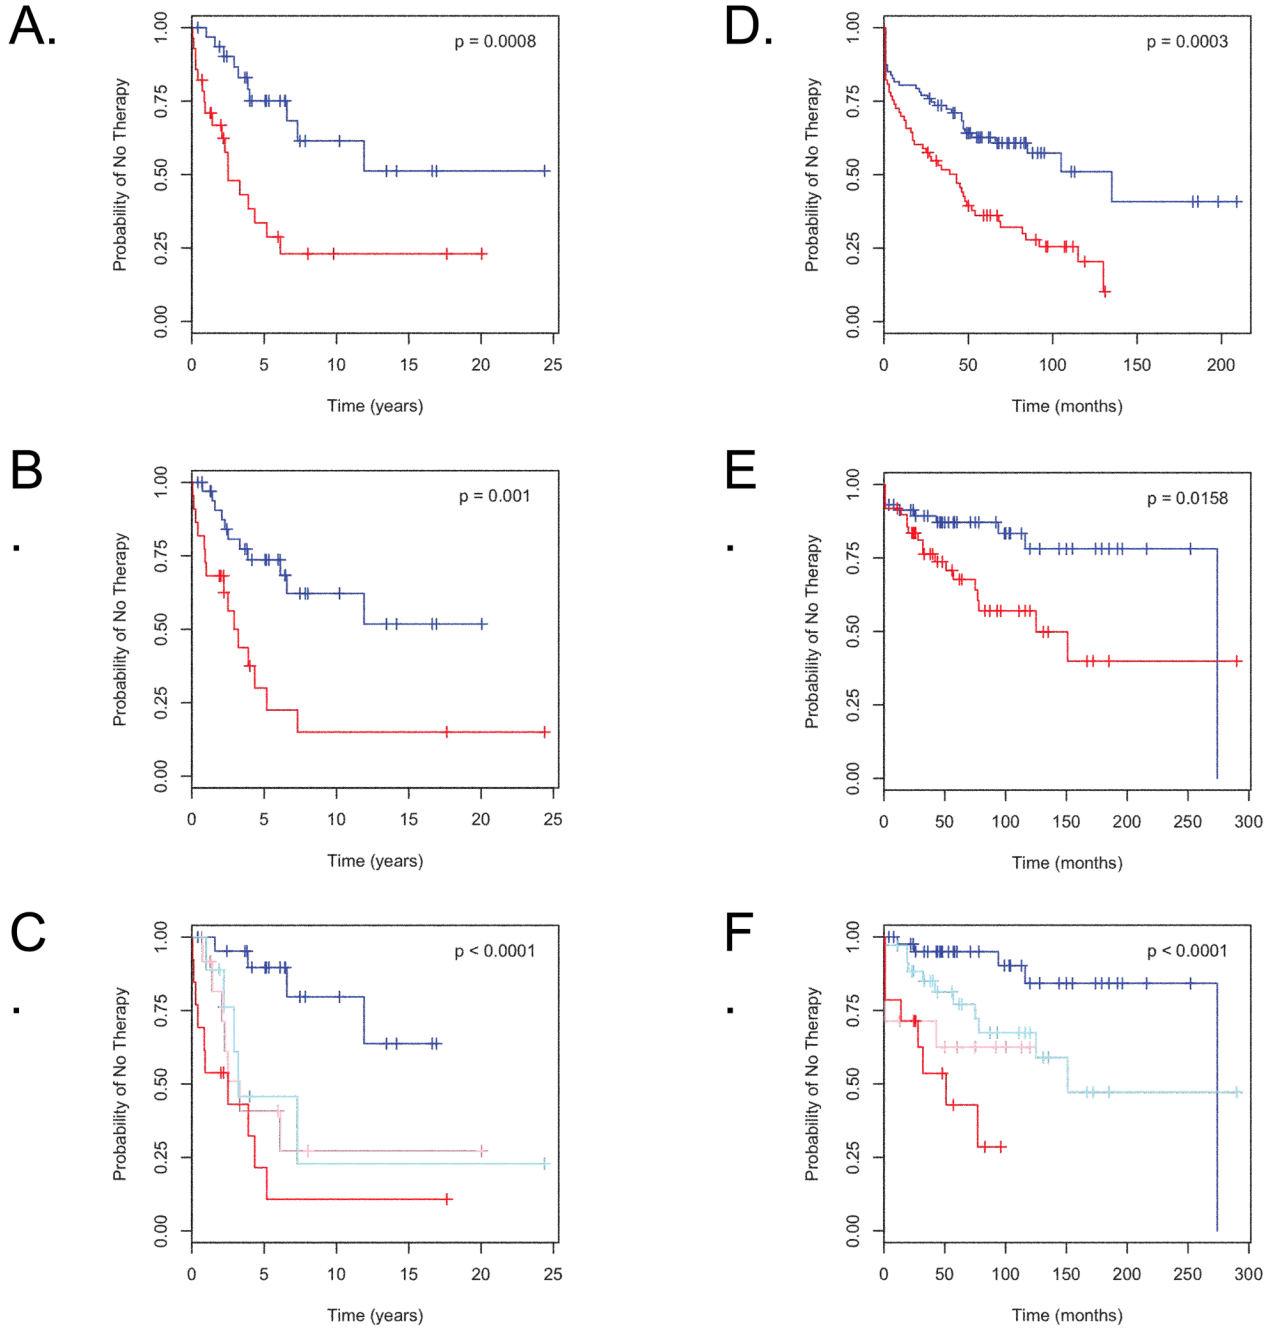 A.
p = 0.0008
Probability of No Therapy
1.00
0.75
0.50
0.25
0.00
0 5 10 15 20 25
Time (years)
D.
p = 0.0003
Probability of No Therapy
1.00
0.75
0.50
0.25
0.00
0 50 100 150 200
Time (months)
B
.
p = 0.001
Probability of No Therapy
1.00
0.75
0.50
0.25
0.00
0 5 10 15 20 25
Time (years)
E
.
p = 0.0158
Probability of No Therapy
1.00
0.75
0.50
0.25
0.00
0 50 100 150 200 250 300
Time (months)
C
.
p < 0.0001
Probability of No Therapy
1.00
0.75
0.50
0.25
0.00
0 5 10 15 20 25
Time (years)
F
.
p < 0.0001
Probability of No Therapy
1.00
0.75
0.50
0.25
0.00
0 50 100 150 200 250 300
Time (months)